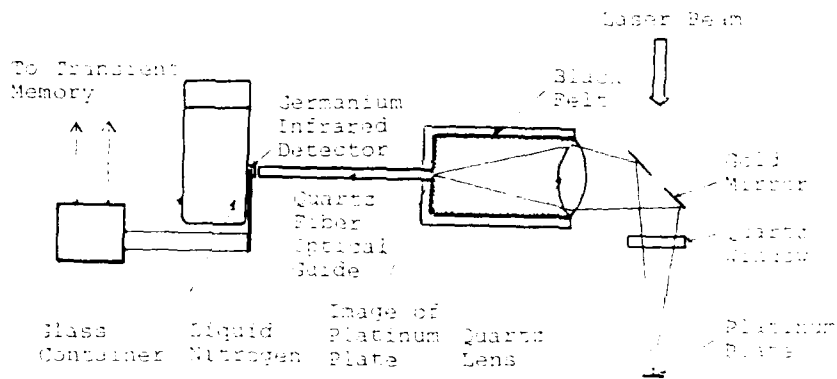 Laser Beam
To Transient
Memory
Black
Felt
Germanium
Infrared
Detector
Gold
Mirror
Quartz
Fiber
Optical
Guide
Quartz
Window
Glass
Container
Liquid
Nitrogen
Image of
Platinum
Plate
Quartz
Lens
Platinum
Plate